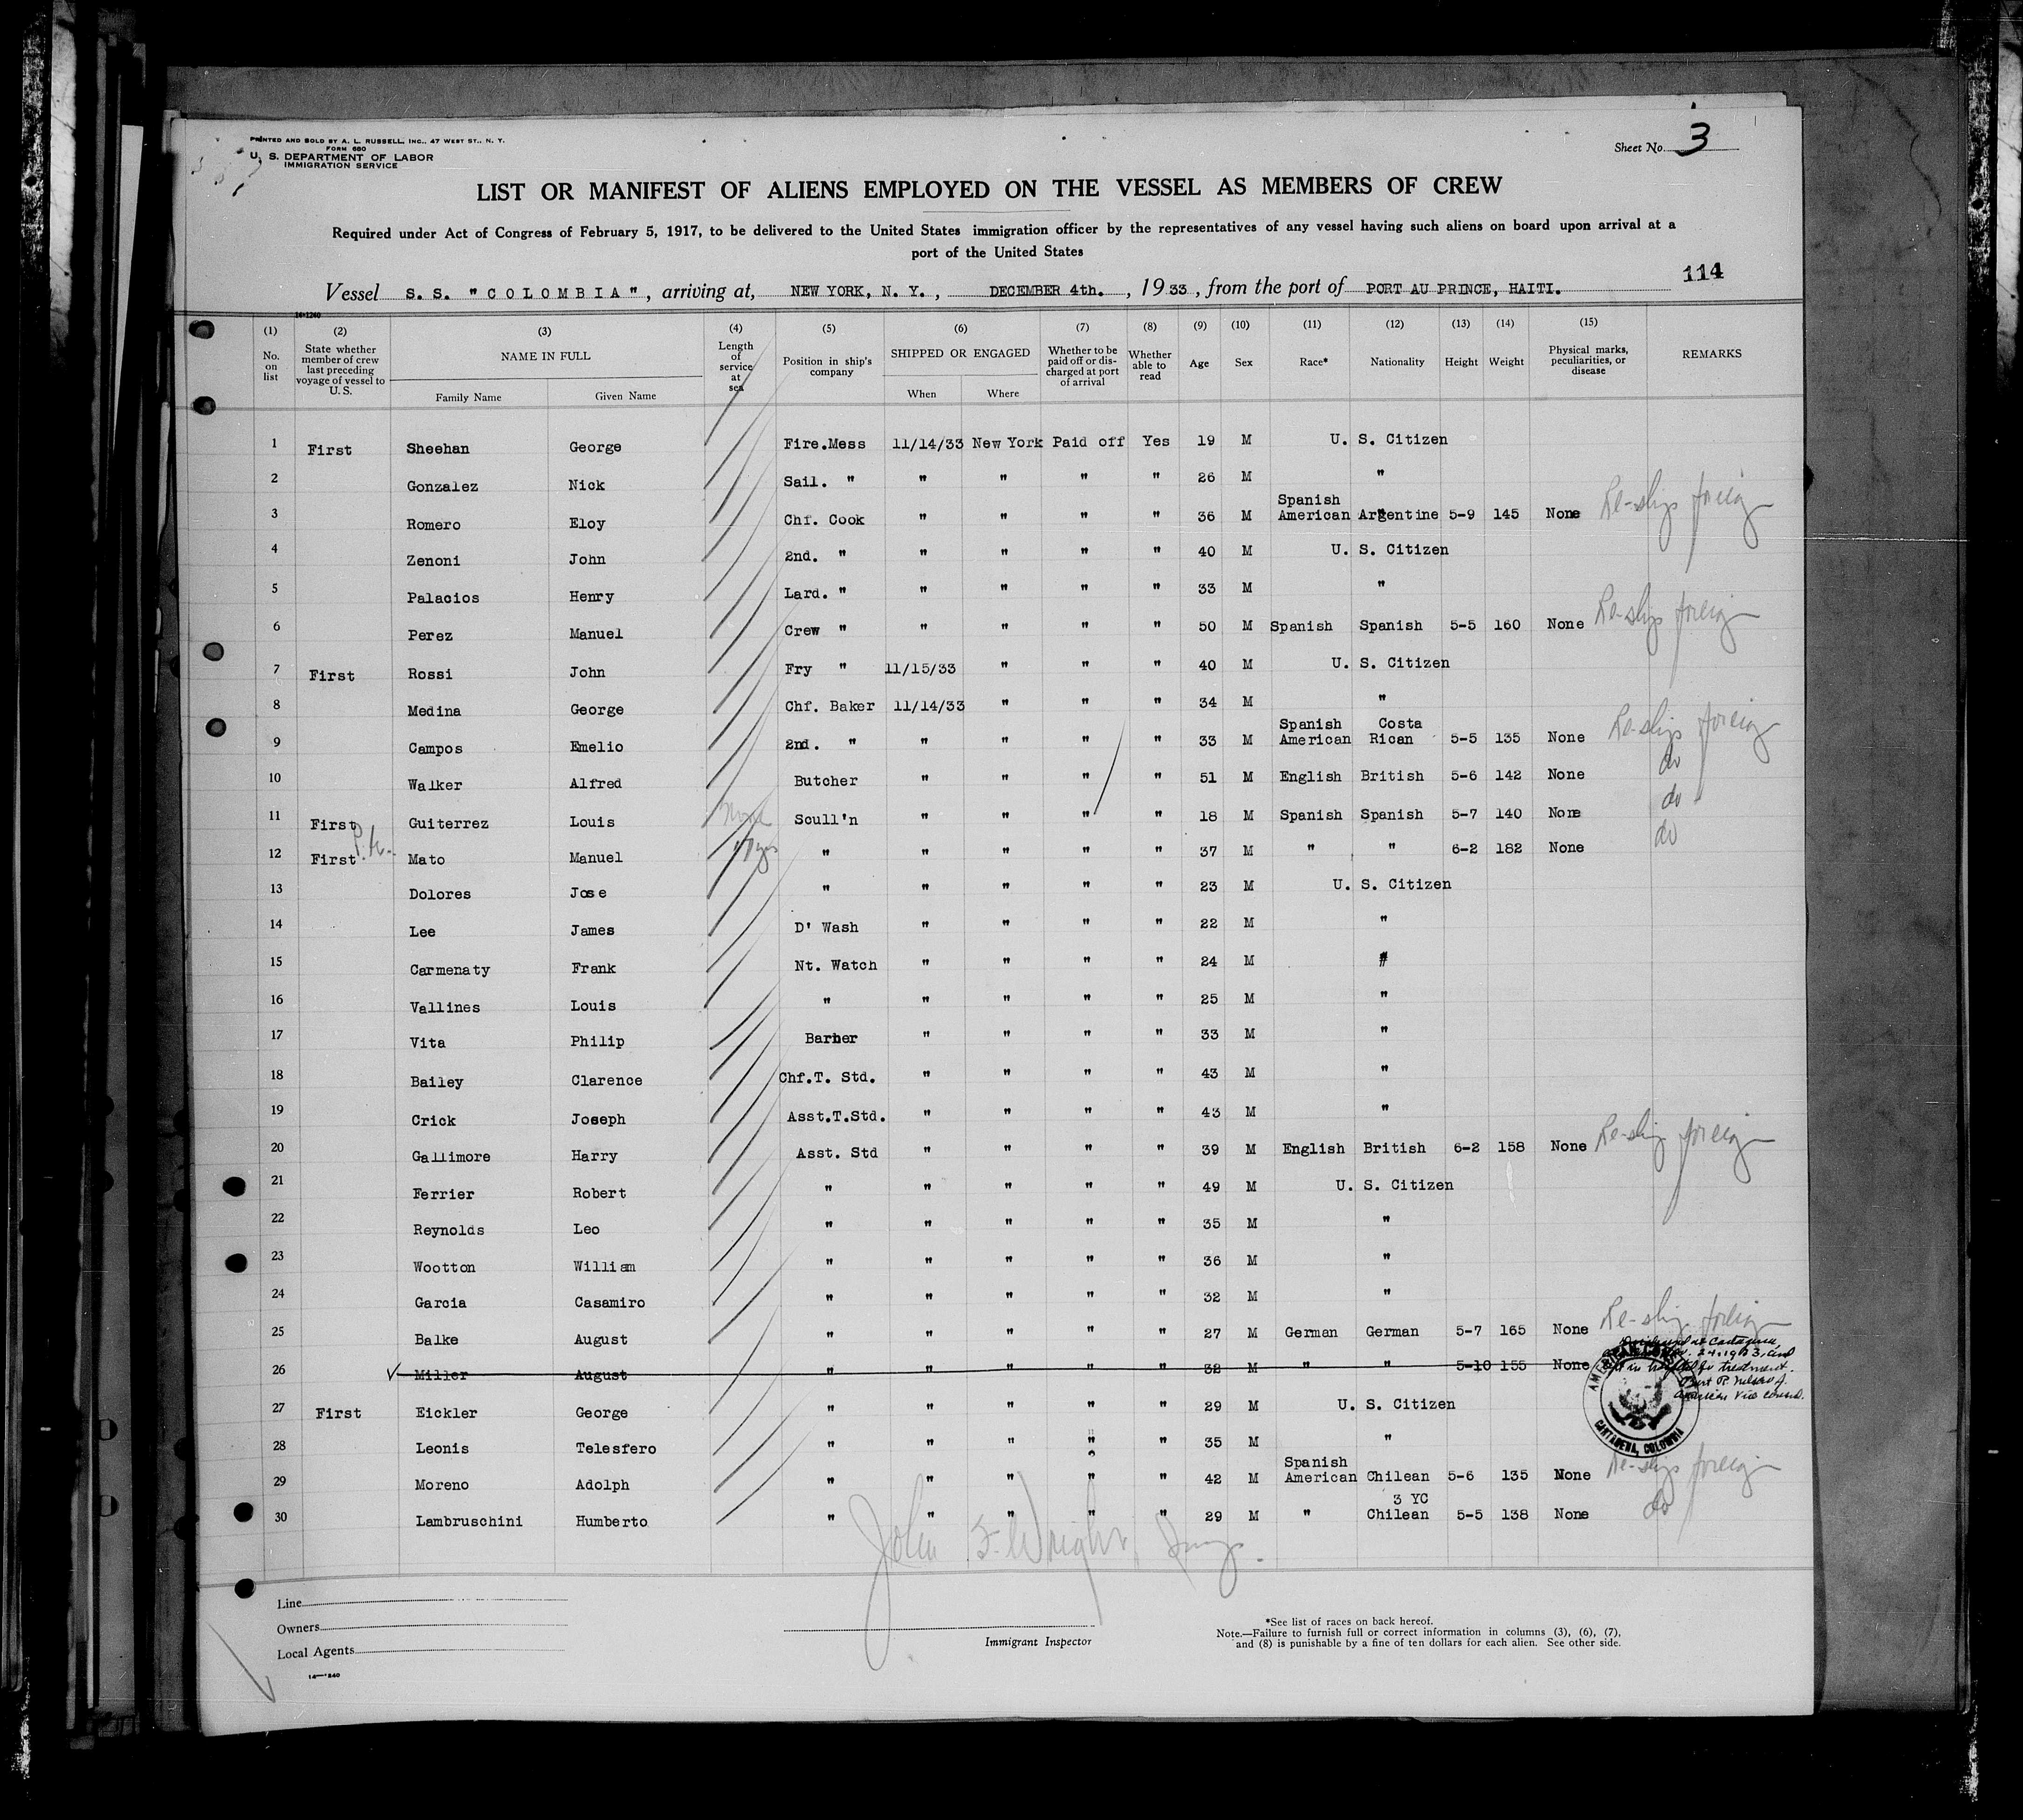 PRINTED AND SOLD BY A. L. RUSSELL, INC., 47 WEST ST., N. Y.
FORM 680
U. S. DEPARTMENT OF LABOR
IMMIGRATION SERVICE
Sheet No. 3
LIST OR MANIFEST OF ALIENS EMPLOYED ON THE VESSEL AS MEMBERS OF CREW
Required under Act of Congress of February 5, 1917, to be delivered to the United States immigration officer by the representatives of any vessel having such aliens on board upon arrival at a
port of the United States
114
Vessel S. S. "COLOMBIA", arriving at, NEW YORK, N. Y., DECEMBER 4th., 1933, from the port of PORT AU PRINCE, HAITI.
14-1240
(1) (2) (3) (4) (5) (6) (7) (8) (9) (10) (11) (12) (13) (14) (15)
No. on list State whether member of crew last preceding voyage of vessel to U. S. NAME IN FULL Length of service at sea Position in ship's company SHIPPED OR ENGAGED Whether to be paid off or discharged at port of arrival Whether able to read Age Sex Race* Nationality Height Weight Physical marks, peculiarities, or disease REMARKS
Family Name Given Name When Where
1 First Sheehan George Fire.Mess 11/14/33 New York Paid off Yes 19 M U. S. Citizen
2 Gonzalez Nick Sail. " " " " " 26 M "
3 Romero Eloy Chf. Cook " " " " 36 M Spanish American Argentine 5-9 145 None Re-ships foreign
4 Zenoni John 2nd. " " " " " 40 M U. S. Citizen
5 Palacios Henry Lard. " " " " " 33 M "
6 Perez Manuel Crew " " " " " 50 M Spanish Spanish 5-5 160 None Re-ships foreign
7 First Rossi John Fry " 11/15/33 " " " 40 M U. S. Citizen
8 Medina George Chf. Baker 11/14/33 " " " 34 M "
9 Campos Emelio 2nd. " " " " " 33 M Spanish American Costa Rican 5-5 135 None Re-ships foreign
10 Walker Alfred Butcher " " " " 51 M English British 5-6 142 None do
11 First Guiterrez Louis Scull'n " " " " 18 M Spanish Spanish 5-7 140 None do
12 First Mato Manuel " " " " " 37 M " " 6-2 182 None do
13 Dolores Jose " " " " " 23 M U. S. Citizen
14 Lee James D' Wash " " " " 22 M "
15 Carmenaty Frank Nt. Watch " " " " 24 M #
16 Vallines Louis " " " " " 25 M "
17 Vita Philip Barber " " " " 33 M "
18 Bailey Clarence Chf.T. Std. " " " " 43 M "
19 Crick Joseph Asst.T.Std. " " " " 43 M "
20 Gallimore Harry Asst. Std " " " " 39 M English British 6-2 158 None Re-ship foreign
21 Ferrier Robert " " " " " 49 M U. S. Citizen
22 Reynolds Leo " " " " " 35 M "
23 Wootton William " " " " " 36 M "
24 Garcia Casamiro " " " " " 32 M "
25 Balke August " " " " " 27 M German German 5-7 165 None Re-ship foreign
26 Miller August " " " " " 32 M " " 5-10 155 None
at Cartagena,
24, 1933, and
in hospital for treatment.
American Vice Consul.
AMERICAN CONSULATE
CARTAGENA, COLOMBIA
27 First Eickler George " " " " " 29 M U. S. Citizen
28 Leonis Telesfero " " " " " 35 M "
29 Moreno Adolph " " " " " 42 M Spanish American Chilean 5-6 135 None Re-ships foreign
30 Lambruschini Humberto " " " " " 29 M " 3 YC Chilean 5-5 138 None do
John F. Wright
Line
Owners
Local Agents
Immigrant Inspector
*See list of races on back hereof.
Note.—Failure to furnish full or correct information in columns (3), (6), (7),
and (8) is punishable by a fine of ten dollars for each alien. See other side.